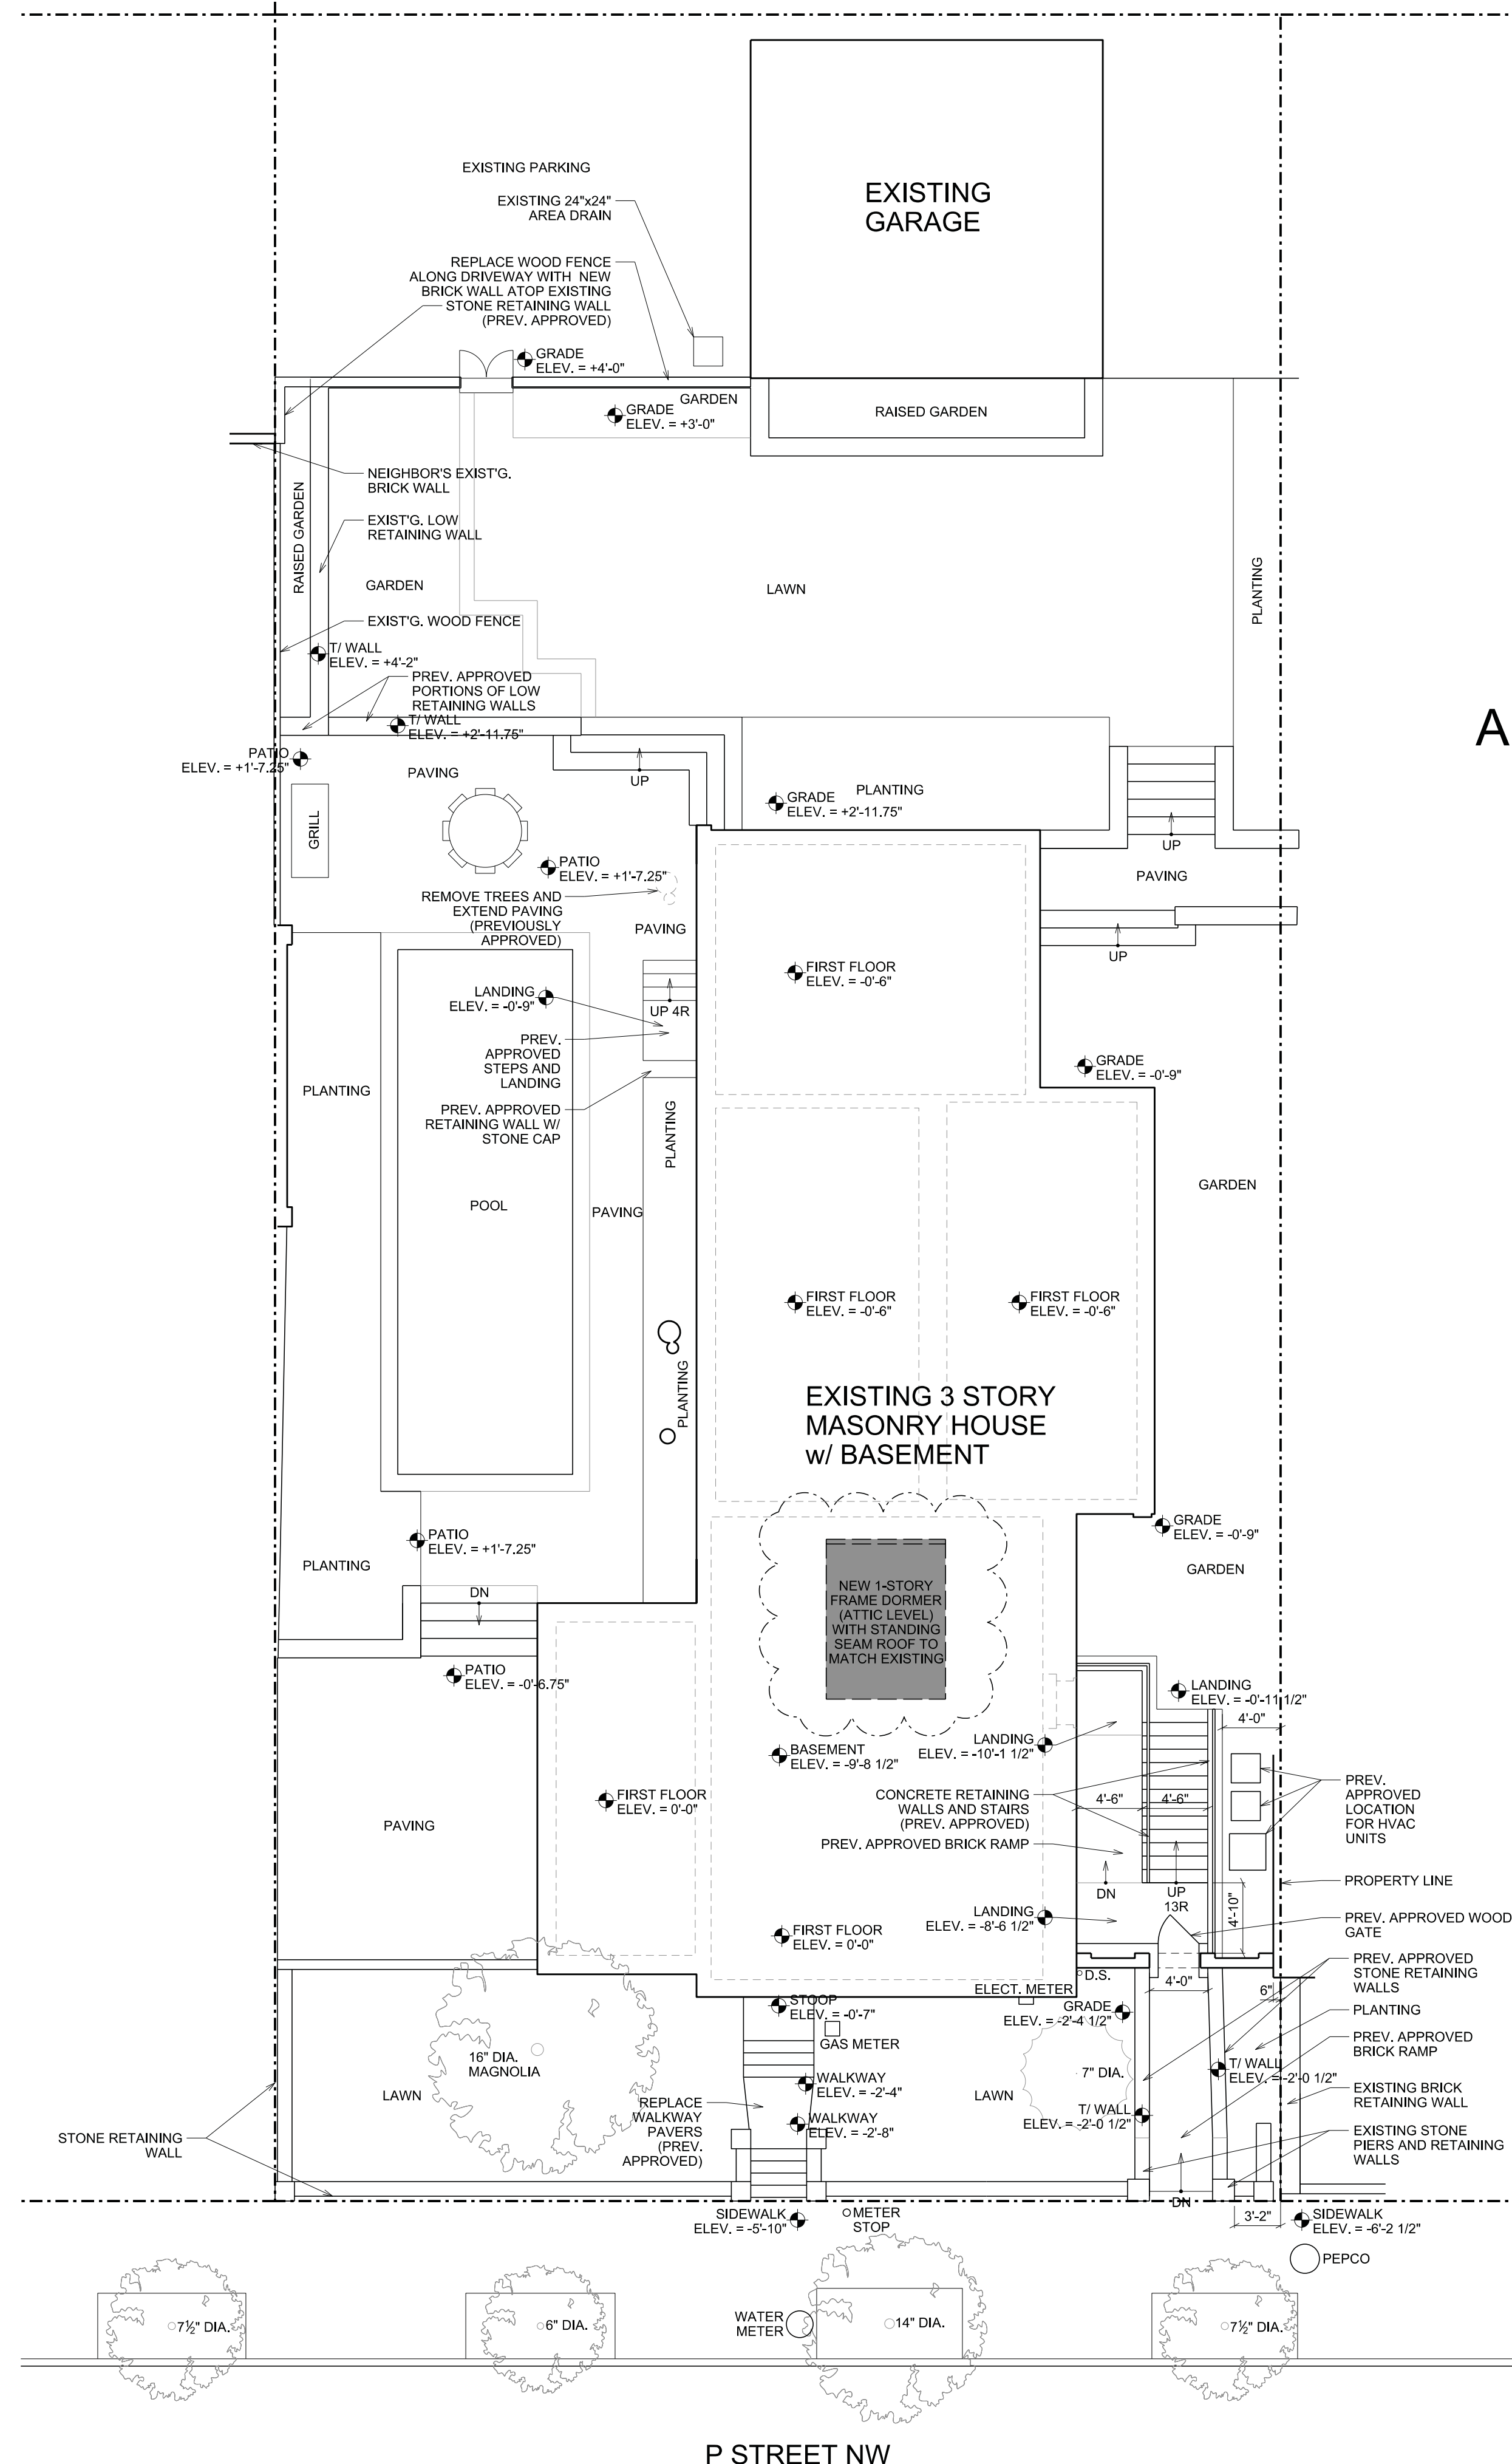 EXISTING PARKING
EXISTING
GARAGE
EXISTING 24"x24"
AREA DRAIN
REPLACE WOOD FENCE
ALONG DRIVEWAY WITH NEW
BRICK WALL ATOP EXISTING
STONE RETAINING WALL
(PREV. APPROVED)
GRADE
ELEV. = +4'-0"
GARDEN
GRADE
ELEV. = +3'-0"
RAISED GARDEN
NEIGHBOR'S EXIST'G.
BRICK WALL
RAISED GARDEN
EXIST'G. LOW
RETAINING WALL
GARDEN
LAWN
PLANTING
EXIST'G. WOOD FENCE
T/ WALL
ELEV. = +4'-2"
PREV. APPROVED
PORTIONS OF LOW
RETAINING WALLS
T/ WALL
ELEV. = +2'-11.75"
A
PATIO
ELEV. = +1'-7.25"
PAVING
UP
GRADE
ELEV. = +2'-11.75"
PLANTING
GRILL
UP
PATIO
ELEV. = +1'-7.25"
PAVING
REMOVE TREES AND
EXTEND PAVING
(PREVIOUSLY
APPROVED)
PAVING
UP
FIRST FLOOR
ELEV. = -0'-6"
LANDING
ELEV. = -0'-9"
UP 4R
PREV.
APPROVED
STEPS AND
LANDING
GRADE
ELEV. = -0'-9"
PLANTING
PREV. APPROVED
RETAINING WALL W/
STONE CAP
PLANTING
GARDEN
POOL
PAVING
FIRST FLOOR
ELEV. = -0'-6"
FIRST FLOOR
ELEV. = -0'-6"
PLANTING
EXISTING 3 STORY
MASONRY HOUSE
w/ BASEMENT
PATIO
ELEV. = +1'-7.25"
GRADE
ELEV. = -0'-9"
PLANTING
GARDEN
DN
NEW 1-STORY
FRAME DORMER
(ATTIC LEVEL)
WITH STANDING
SEAM ROOF TO
MATCH EXISTING
PATIO
ELEV. = -0'-6.75"
LANDING
ELEV. = -0'-11 1/2"
4'-0"
LANDING
ELEV. = -10'-1 1/2"
BASEMENT
ELEV. = -9'-8 1/2"
FIRST FLOOR
ELEV. = 0'-0"
CONCRETE RETAINING
WALLS AND STAIRS
(PREV. APPROVED)
4'-6"
4'-6"
PREV.
APPROVED
LOCATION
FOR HVAC
UNITS
PAVING
PREV. APPROVED BRICK RAMP
DN
UP
13R
4'-10"
PROPERTY LINE
LANDING
ELEV. = -8'-6 1/2"
PREV. APPROVED WOOD
GATE
FIRST FLOOR
ELEV. = 0'-0"
PREV. APPROVED
STONE RETAINING
WALLS
D.S.
4'-0"
6"
ELECT. METER
STOOP
ELEV. = -0'-7"
GRADE
ELEV. = -2'-4 1/2"
PLANTING
GAS METER
PREV. APPROVED
BRICK RAMP
16" DIA.
MAGNOLIA
7" DIA.
T/ WALL
ELEV. = -2'-0 1/2"
WALKWAY
ELEV. = -2'-4"
LAWN
LAWN
EXISTING BRICK
RETAINING WALL
REPLACE
WALKWAY
PAVERS
(PREV.
APPROVED)
WALKWAY
ELEV. = -2'-8"
T/ WALL
ELEV. = -2'-0 1/2"
STONE RETAINING
WALL
EXISTING STONE
PIERS AND RETAINING
WALLS
DN
SIDEWALK
ELEV. = -5'-10"
METER
STOP
3'-2"
SIDEWALK
ELEV. = -6'-2 1/2"
PEPCO
7½" DIA.
6" DIA.
WATER
METER
14" DIA.
7½" DIA.
P STREET NW